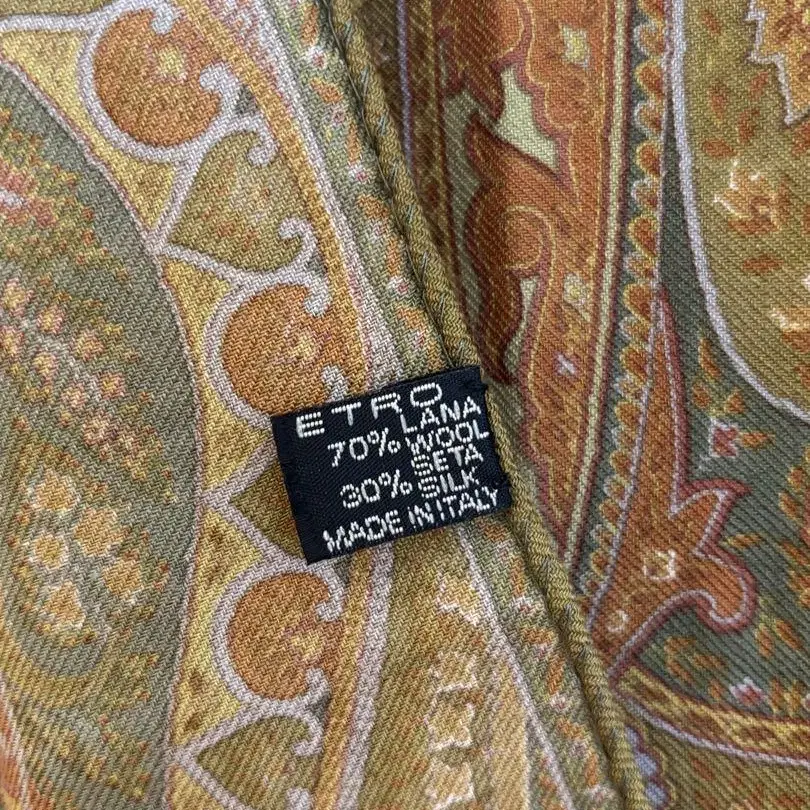 ETRO
LANA
70% WOOL
SETA
30% SILK
MADE IN ITALY